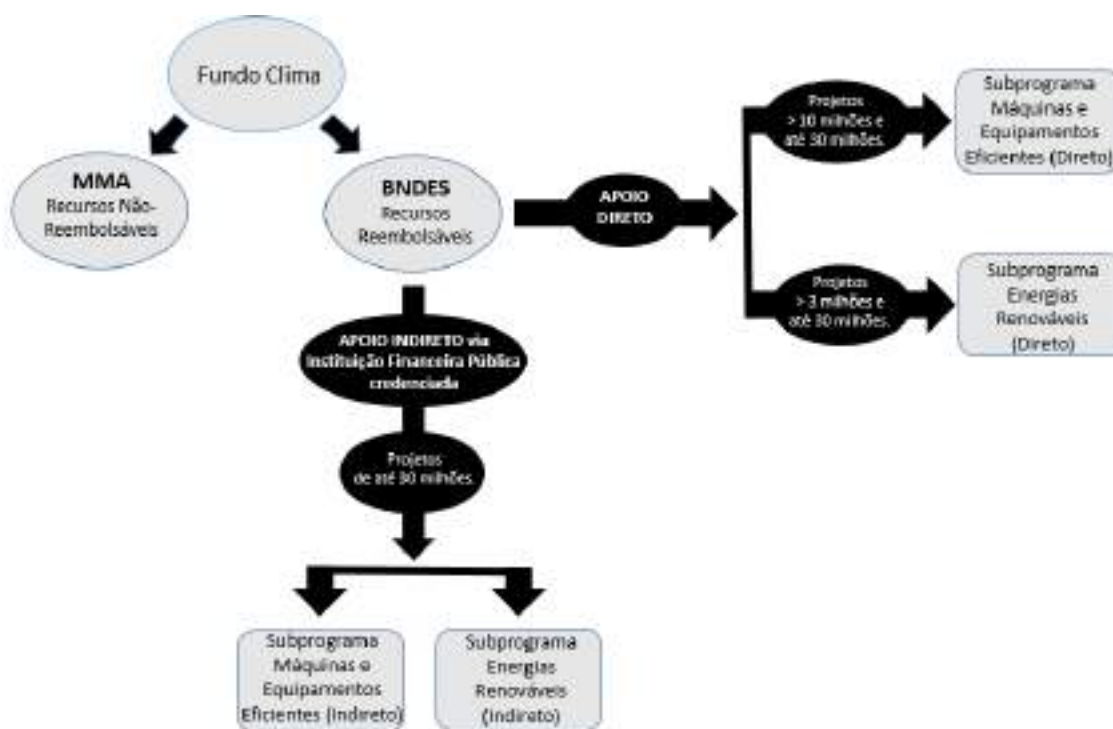 Fundo Clima
MMA
Recursos Não-
Reembolsáveis
BNDES
Recursos
Reembolsáveis
APOIO
DIRETO
Projetos
> 10 milhões e
até 30 milhões.
Subprograma
Máquinas e
Equipamentos
Eficientes (Direto)
Projetos
> 3 milhões e
até 30 milhões.
Subprograma
Energias
Renováveis
(Direto)
APOIO INDIRETO via
Instituição Financeira Pública
credenciada
Projetos
de até 30 milhões.
Subprograma
Máquinas e
Equipamentos
Eficientes (Indireto)
Subprograma
Energias
Renováveis
(Indireto)